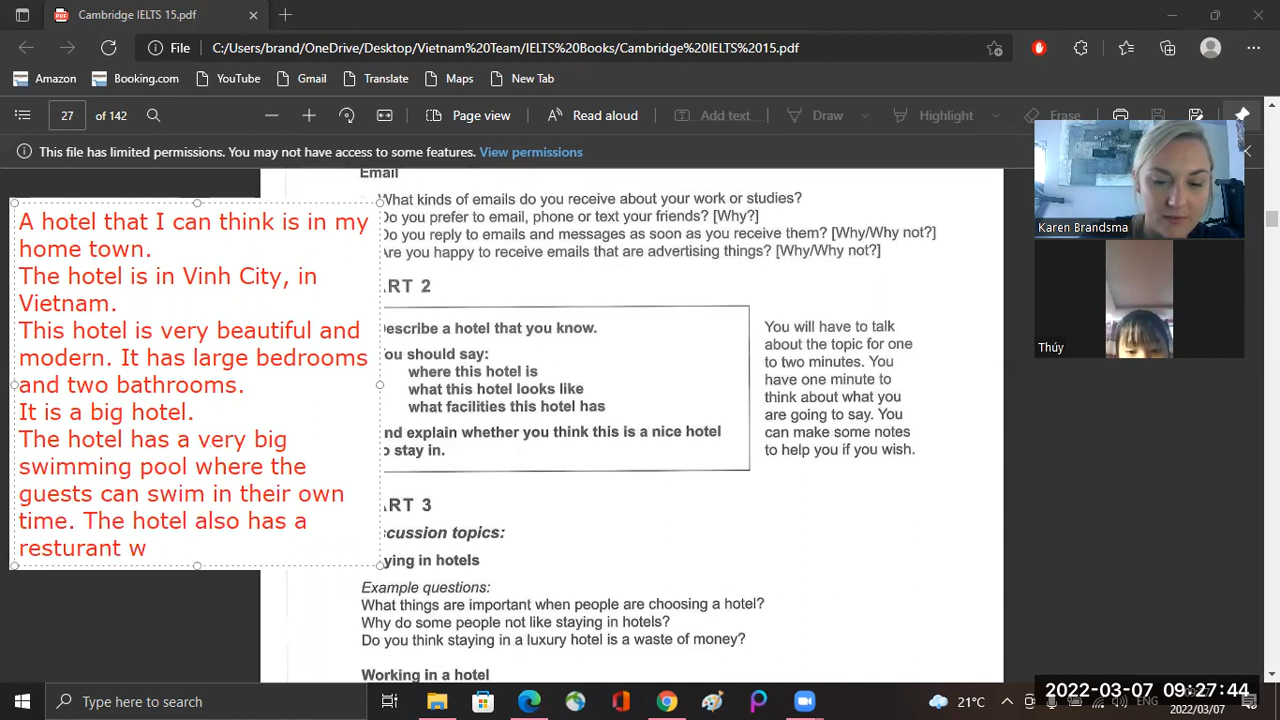 Cambridge IELTS 15.pdf
File C:/Users/brand/OneDrive/Desktop/Vietnam%20Team/IELTS%20Books/Cambridge%20IELTS%2015.pdf
Amazon Booking.com YouTube Gmail Translate Maps New Tab
27 of 142 Page view Read aloud Add text Draw Highlight Erase
This file has limited permissions. You may not have access to some features. View permissions
Email
What kinds of emails do you receive about your work or studies?
Do you prefer to email, phone or text your friends? [Why?]
Do you reply to emails and messages as soon as you receive them? [Why/Why not?]
Are you happy to receive emails that are advertising things? [Why/Why not?]
ART 2
escribe a hotel that you know.
ou should say:
where this hotel is
what this hotel looks like
what facilities this hotel has
nd explain whether you think this is a nice hotel
o stay in.
You will have to talk
about the topic for one
to two minutes. You
have one minute to
think about what you
are going to say. You
can make some notes
to help you if you wish.
ART 3
scussion topics:
ying in hotels
Example questions:
What things are important when people are choosing a hotel?
Why do some people not like staying in hotels?
Do you think staying in a luxury hotel is a waste of money?
Working in a hotel
A hotel that I can think is in my
home town.
The hotel is in Vinh City, in
Vietnam.
This hotel is very beautiful and
modern. It has large bedrooms
and two bathrooms.
It is a big hotel.
The hotel has a very big
swimming pool where the
guests can swim in their own
time. The hotel also has a
resturant w
Karen Brandsma
Thúy
Type here to search
21°C
ENG
2022-03-07 09:27:44
2022/03/07